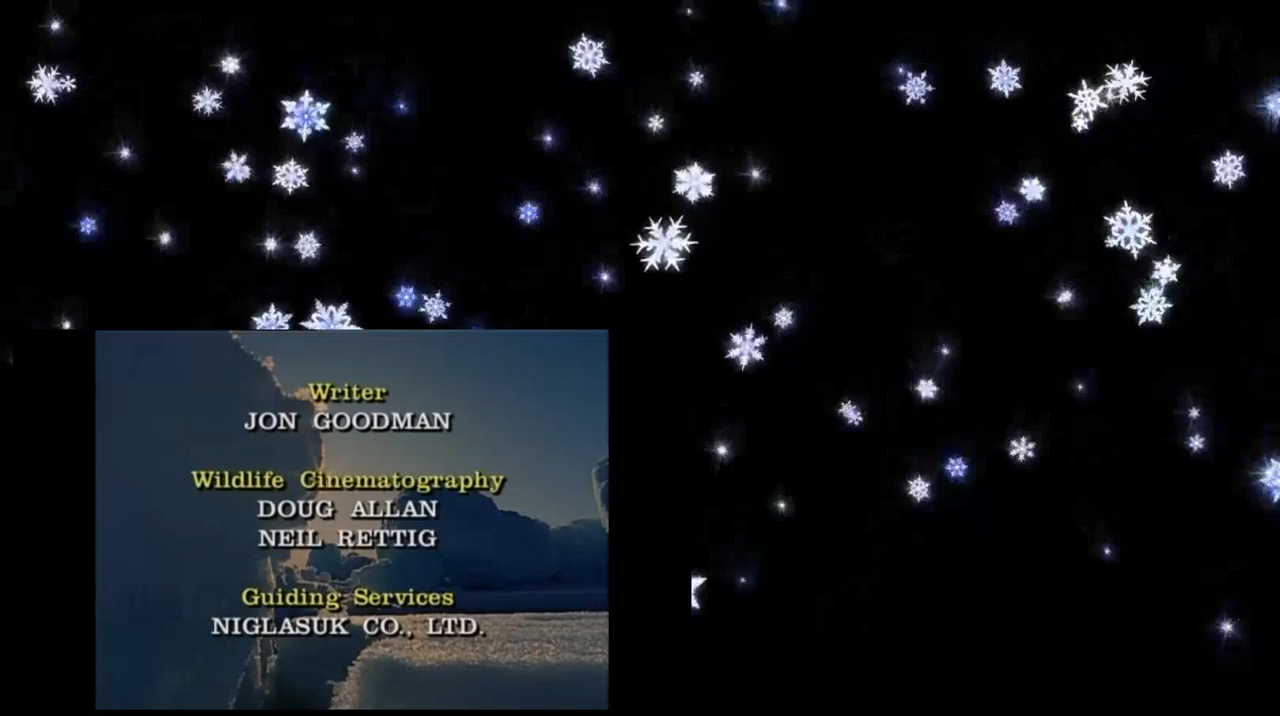 Writer
JON GOODMAN
Wildlife Cinematography
DOUG ALLAN
NEIL RETTIG
Guiding Services
NIGLASUK CO., LTD.